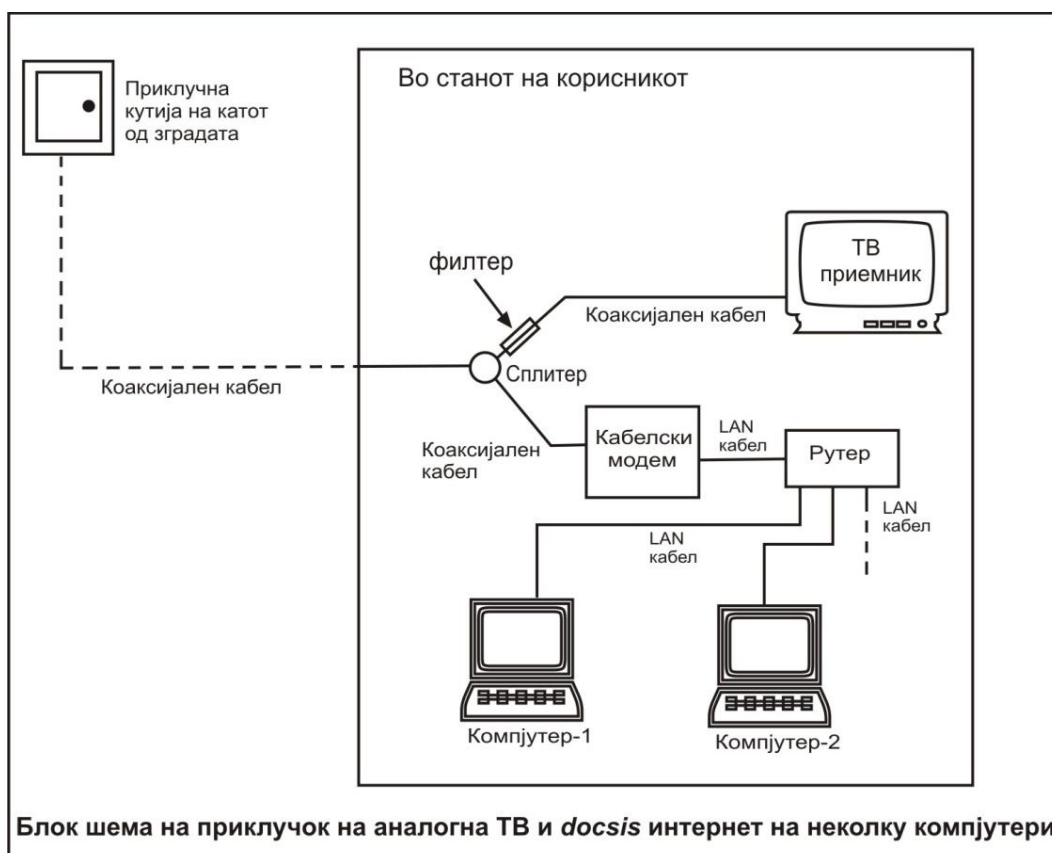 Приклучна
кутија на катот
од зградата
Во станот на корисникот
ТВ
приемник
филтер
Коаксијален кабел
Сплитер
Коаксијален кабел
Коаксијален
кабел
Кабелски
модем
LAN
кабел
Рутер
LAN
кабел
LAN
кабел
Компјутер-1
Компјутер-2
Блок шема на приклучок на аналогна ТВ и docsis интернет на неколку компјутери